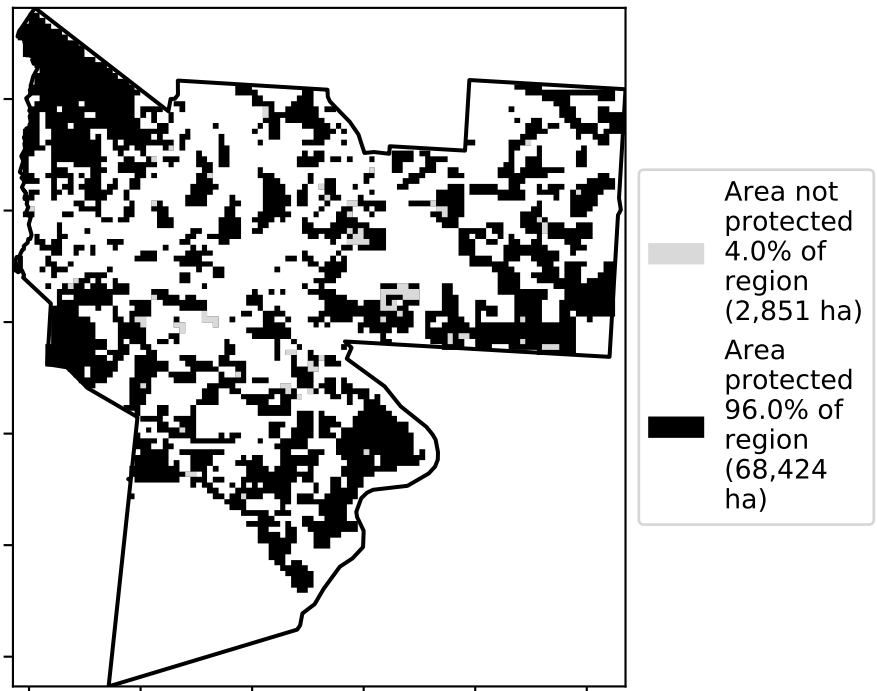 Area not
protected
4.0% of
region
(2,851 ha)
Area
protected
96.0% of
region
(68,424
ha)